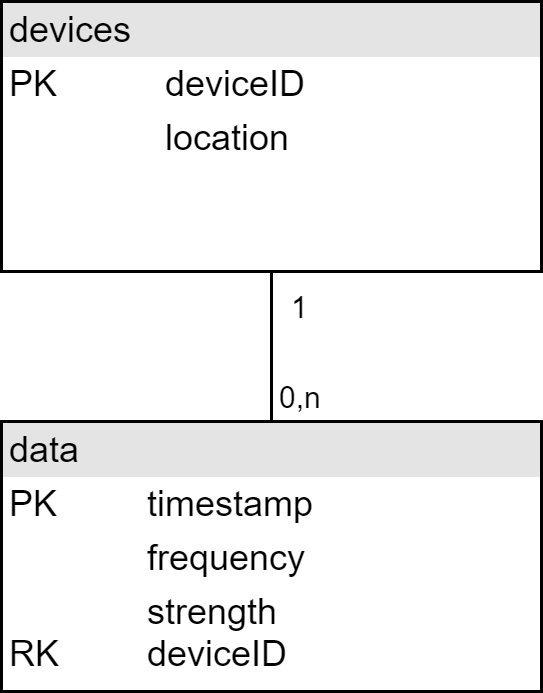 devices
PK deviceID
location
1
0,n
data
PK timestamp
frequency
strength
RK deviceID